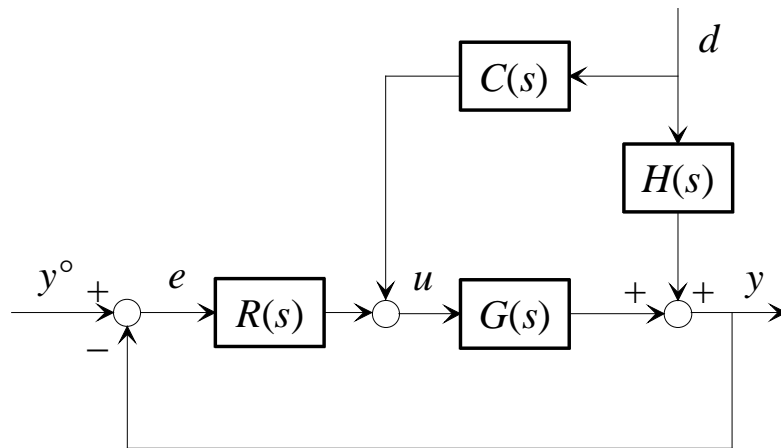 d
C(s)
H(s)
y° + e R(s) u G(s) + + y
−